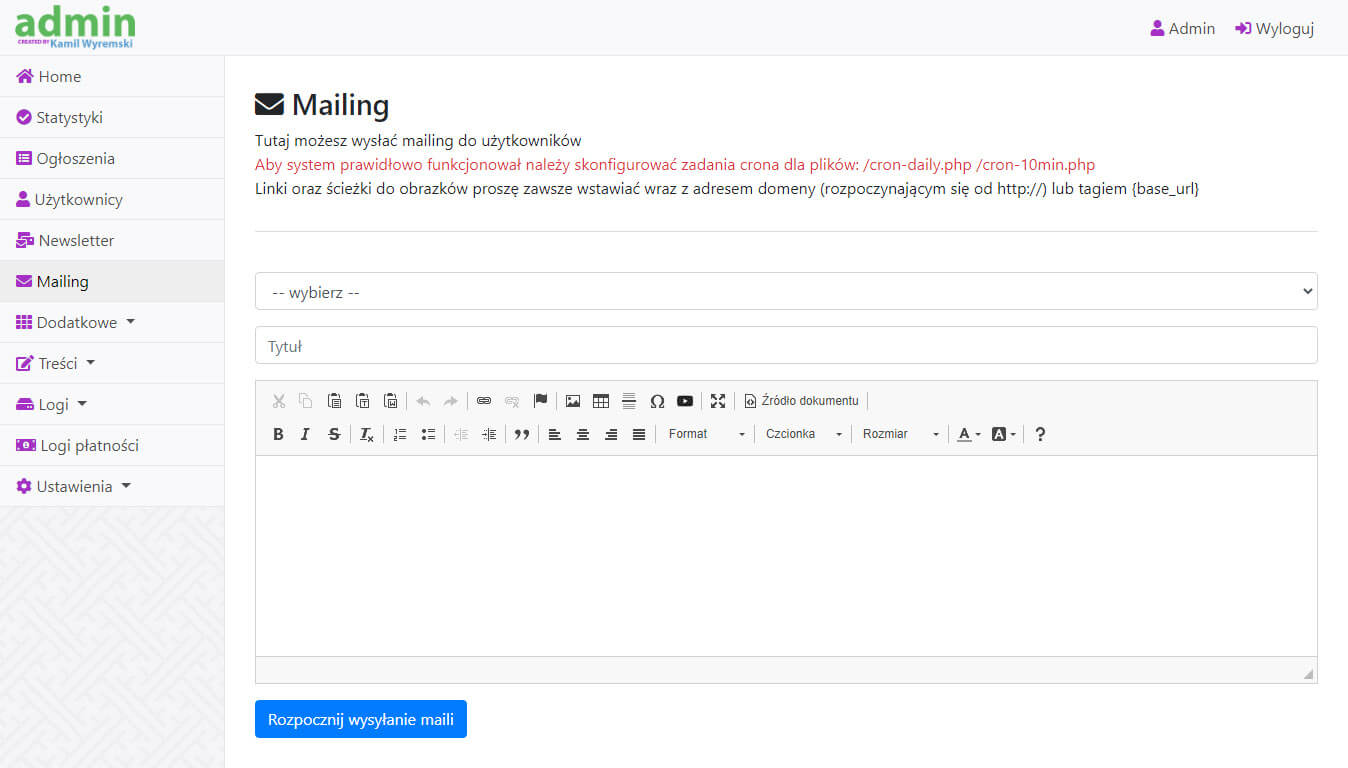 admin
CREATED BY Kamil Wyremski
Admin
Wyloguj
Home
Statystyki
Ogłoszenia
Użytkownicy
Newsletter
Mailing
Dodatkowe
Treści
Logi
Logi płatności
Ustawienia
Mailing
Tutaj możesz wysłać mailing do użytkowników
Aby system prawidłowo funkcjonował należy skonfigurować zadania crona dla plików: /cron-daily.php /cron-10min.php
Linki oraz ścieżki do obrazków proszę zawsze wstawiać wraz z adresem domeny (rozpoczynającym się od http://) lub tagiem {base_url}
-- wybierz --
Tytuł
Źródło dokumentu
Format
Czcionka
Rozmiar
Rozpocznij wysyłanie maili